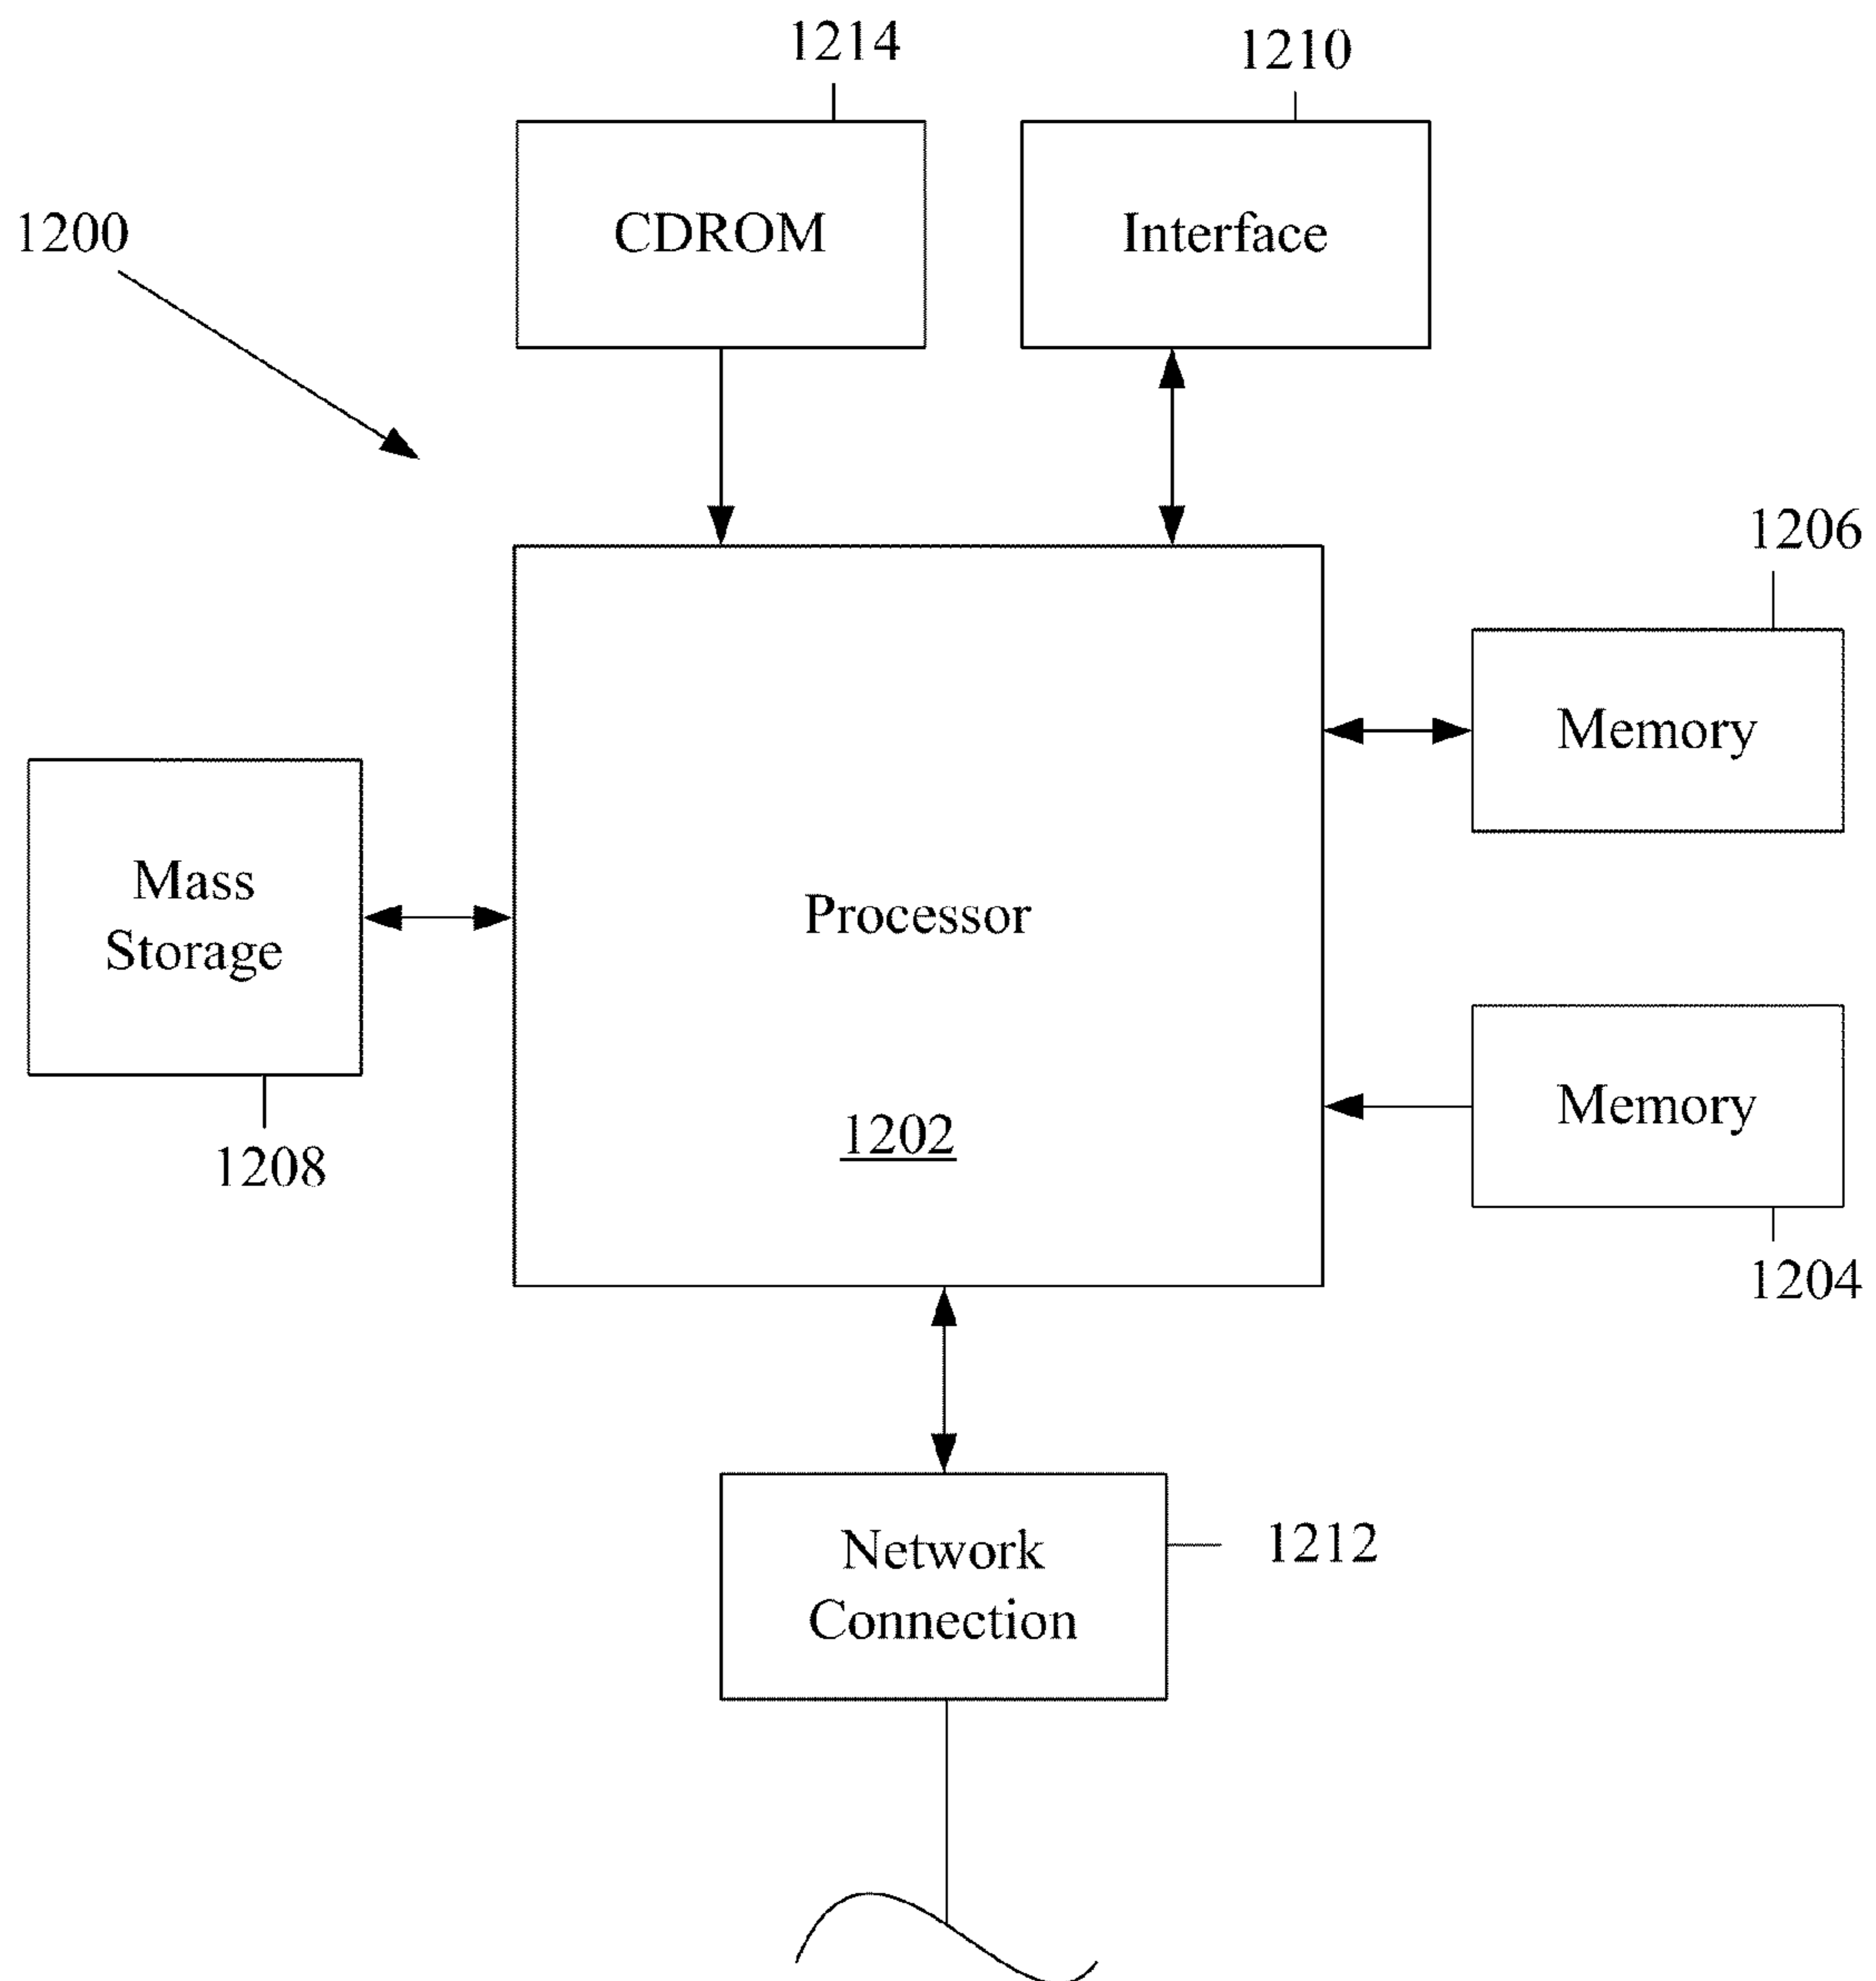 1214
1210
1200
CDROM
Interface
1206
Memory
Mass
Storage
Processor
1202
Memory
1208
1204
Network
Connection
1212